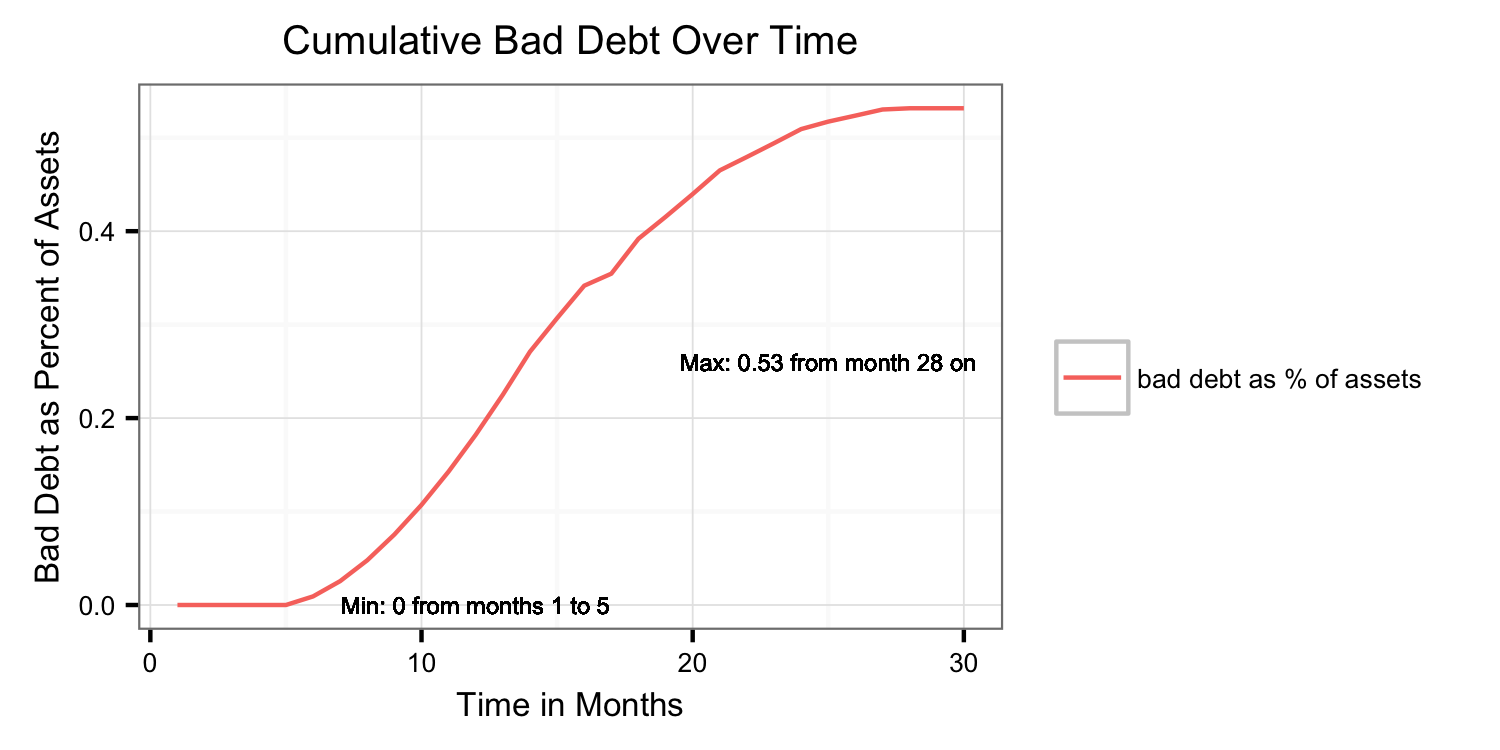 Cumulative Bad Debt Over Time
Bad Debt as Percent of Assets
0.4
0.2
0.0
Max: 0.53 from month 28 on
Min: 0 from months 1 to 5
0 10 20 30
Time in Months
bad debt as % of assets